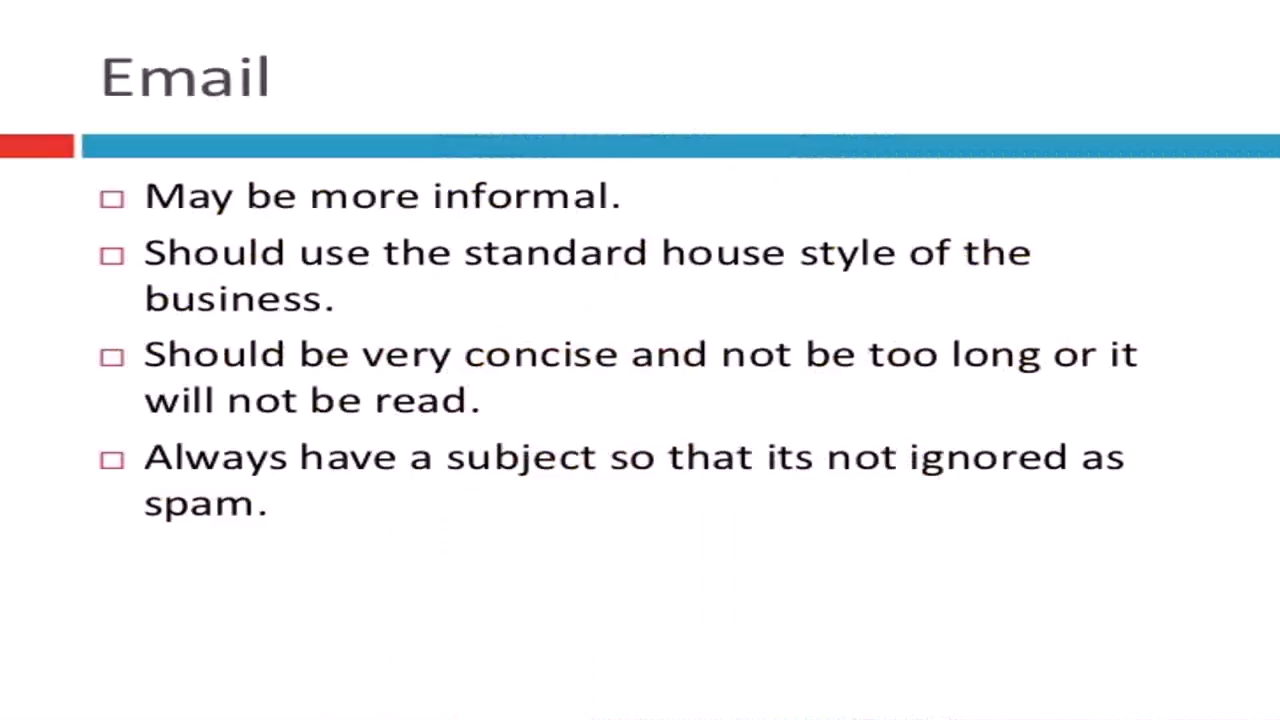 Email
May be more informal.
Should use the standard house style of the
business.
Should be very concise and not be too long or it
will not be read.
Always have a subject so that its not ignored as
spam.